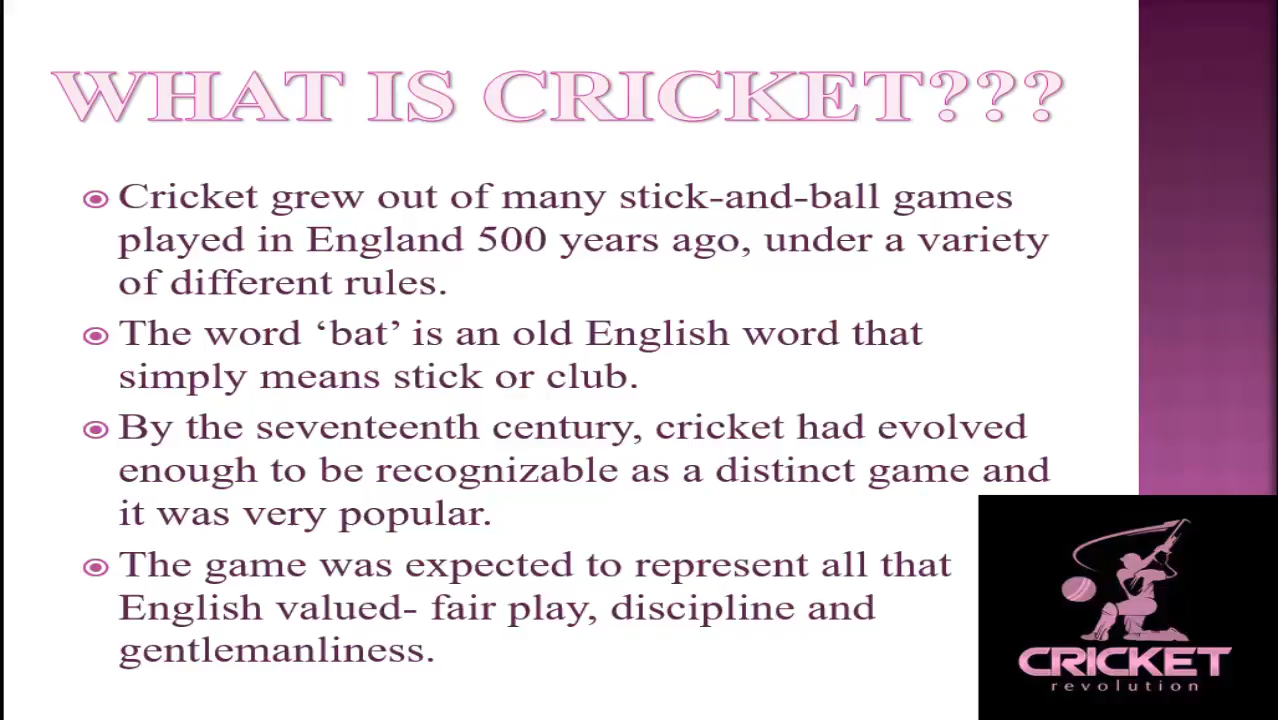 WHAT IS CRICKET???
Cricket grew out of many stick-and-ball games
played in England 500 years ago, under a variety
of different rules.
The word ‘bat’ is an old English word that
simply means stick or club.
By the seventeenth century, cricket had evolved
enough to be recognizable as a distinct game and
it was very popular.
The game was expected to represent all that
English valued- fair play, discipline and
gentlemanliness.
CRICKET
revolution